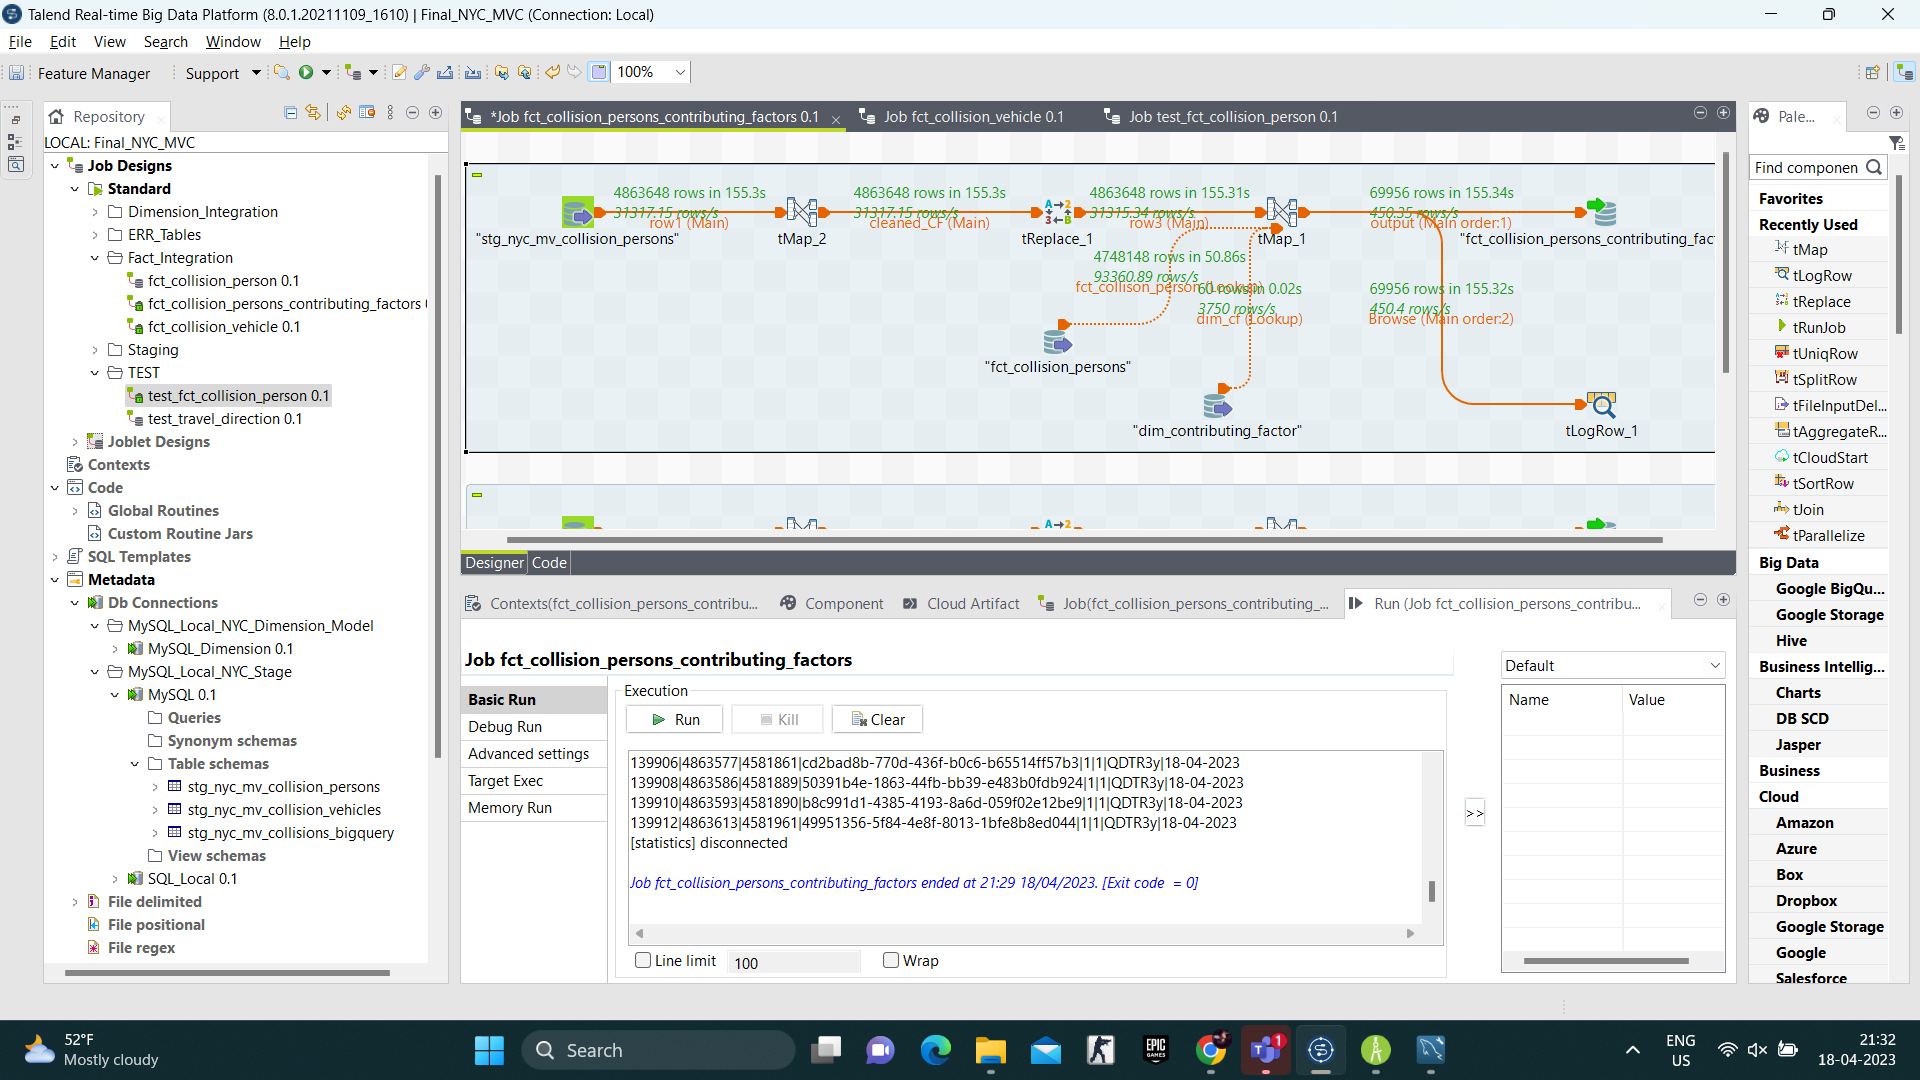 Talend Real-time Big Data Platform (8.0.1.20211109_1610) | Final_NYC_MVC (Connection: Local)
File Edit View Search Window Help
Feature Manager Support 100%
Repository
LOCAL: Final_NYC_MVC
Job Designs
Standard
Dimension_Integration
ERR_Tables
Fact_Integration
fct_collision_person 0.1
fct_collision_persons_contributing_factors
fct_collision_vehicle 0.1
Staging
TEST
test_fct_collision_person 0.1
test_travel_direction 0.1
Joblet Designs
Contexts
Code
Global Routines
Custom Routine Jars
SQL Templates
Metadata
Db Connections
MySQL_Local_NYC_Dimension_Model
MySQL_Dimension 0.1
MySQL_Local_NYC_Stage
MySQL 0.1
Queries
Synonym schemas
Table schemas
stg_nyc_mv_collision_persons
stg_nyc_mv_collision_vehicles
stg_nyc_mv_collisions_bigquery
View schemas
SQL_Local 0.1
File delimited
File positional
File regex
*Job fct_collision_persons_contributing_factors 0.1 Job fct_collision_vehicle 0.1 Job test_fct_collision_person 0.1
4863648 rows in 155.3s 4863648 rows in 155.3s 4863648 rows in 155.31s 69956 rows in 155.34s
31317.15 rows/s 31317.15 rows/s 31315.34 rows/s 450.35 rows/s
row1 (Main) cleaned_CF (Main) row3 (Main) output (Main order:1)
"stg_nyc_mv_collision_persons" tMap_2 tReplace_1 tMap_1 "fct_collision_persons_contributing_fact
4748148 rows in 50.86s
93360.89 rows/s
fct_collison_person (Lookup)
60 rows in 0.02s 69956 rows in 155.32s
3750 rows/s 450.4 rows/s
dim_cf (Lookup) Browse (Main order:2)
"fct_collision_persons"
"dim_contributing_factor" tLogRow_1
Designer Code
Contexts(fct_collision_persons_contribu... Component Cloud Artifact Job(fct_collision_persons_contributing_... Run (Job fct_collision_persons_contribu...
Job fct_collision_persons_contributing_factors
Basic Run
Debug Run
Advanced settings
Target Exec
Memory Run
Execution
Run Kill Clear
139906|4863577|4581861|cd2bad8b-770d-436f-b0c6-b65514ff57b3|1|1|QDTR3y|18-04-2023
139908|4863586|4581889|50391b4e-1863-44fb-bb39-e483b0fdb924|1|1|QDTR3y|18-04-2023
139910|4863593|4581890|b8c991d1-4385-4193-8a6d-059f02e12be9|1|1|QDTR3y|18-04-2023
139912|4863613|4581961|49951356-5f84-4e8f-8013-1bfe8b8ed044|1|1|QDTR3y|18-04-2023
[statistics] disconnected
Job fct_collision_persons_contributing_factors ended at 21:29 18/04/2023. [Exit code = 0]
Line limit 100 Wrap
>>
Default
Name Value
Pale...
Find componen
Favorites
Recently Used
tMap
tLogRow
tReplace
tRunJob
tUniqRow
tSplitRow
tFileInputDel...
tAggregateR...
tCloudStart
tSortRow
tJoin
tParallelize
Big Data
Google BigQu...
Google Storage
Hive
Business Intellig...
Charts
DB SCD
Jasper
Business
Cloud
Amazon
Azure
Box
Dropbox
Google Storage
Google
Salesforce
52°F
Mostly cloudy
Search
EPIC GAMES
1
ENG
US
21:32
18-04-2023